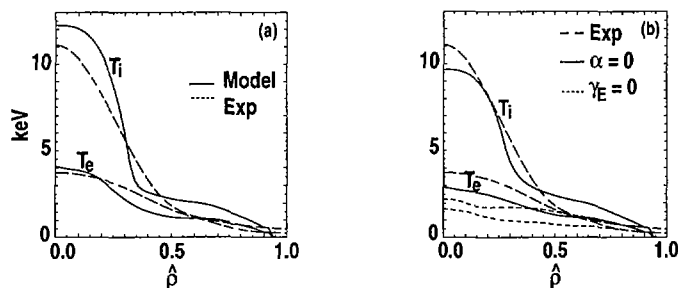 (a)
10
5
0
keV
T_i
T_e
Model
Exp
0.0
0.5
1.0
ρ̂
(b)
10
5
0
T_i
T_e
Exp
α = 0
γ_E = 0
0.0
0.5
1.0
ρ̂